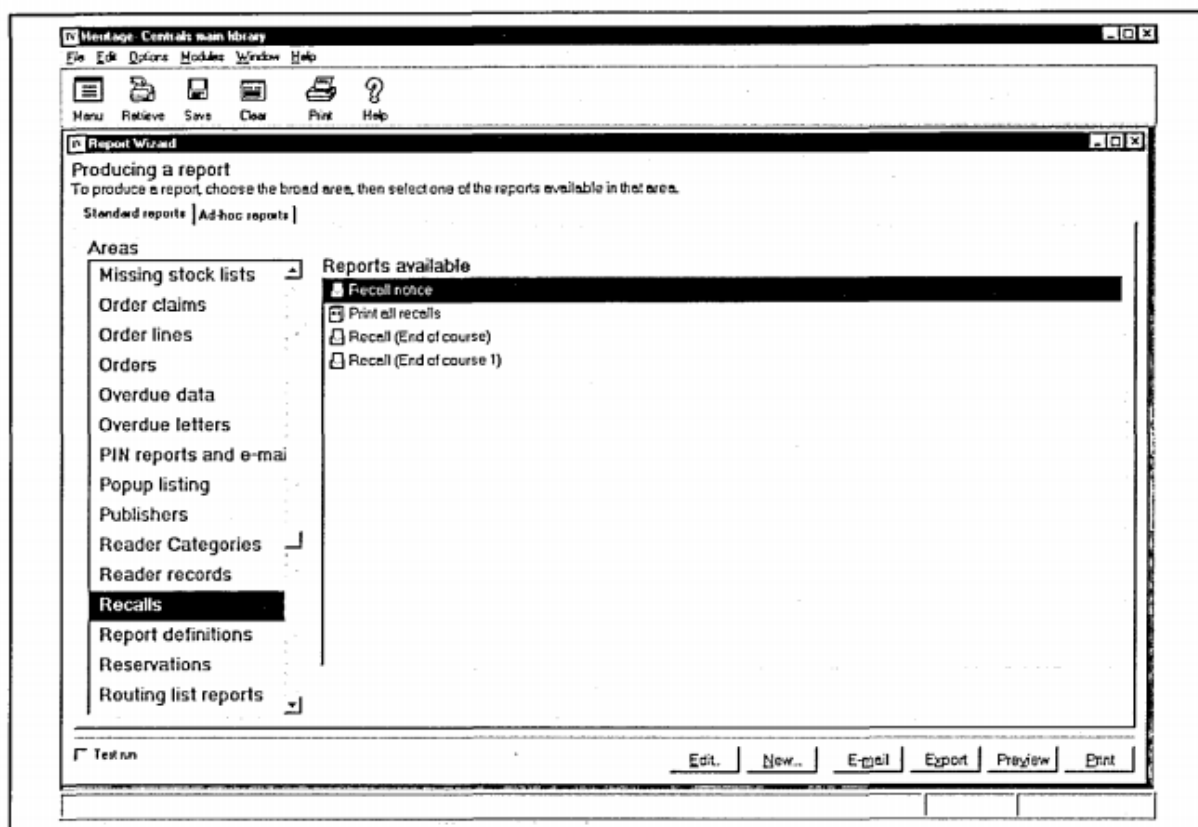 Heritage Centrals main library
File Edit Options Modules Window Help
Menu Retrieve Save Clear Print Help
Report Wizard
Producing a report
To produce a report, choose the broad area, then select one of the reports available in that area.
Standard reports Ad-hoc reports
Areas
Missing stock lists
Order claims
Order lines
Orders
Overdue data
Overdue letters
PIN reports and e-mai
Popup listing
Publishers
Reader Categories
Reader records
Recalls
Report definitions
Reservations
Routing list reports
Reports available
Recall notice
Print all recalls
Recall (End of course)
Recall (End of course 1)
Test run
Edit.. New... E-mail Export Preview Print